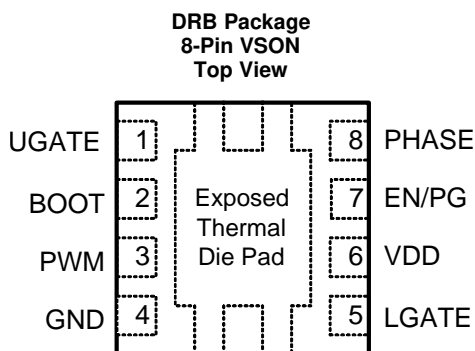 DRB Package
8-Pin VSON
Top View
UGATE 1 8 PHASE
BOOT 2 7 EN/PG
PWM 3 6 VDD
GND 4 5 LGATE
Exposed
Thermal
Die Pad